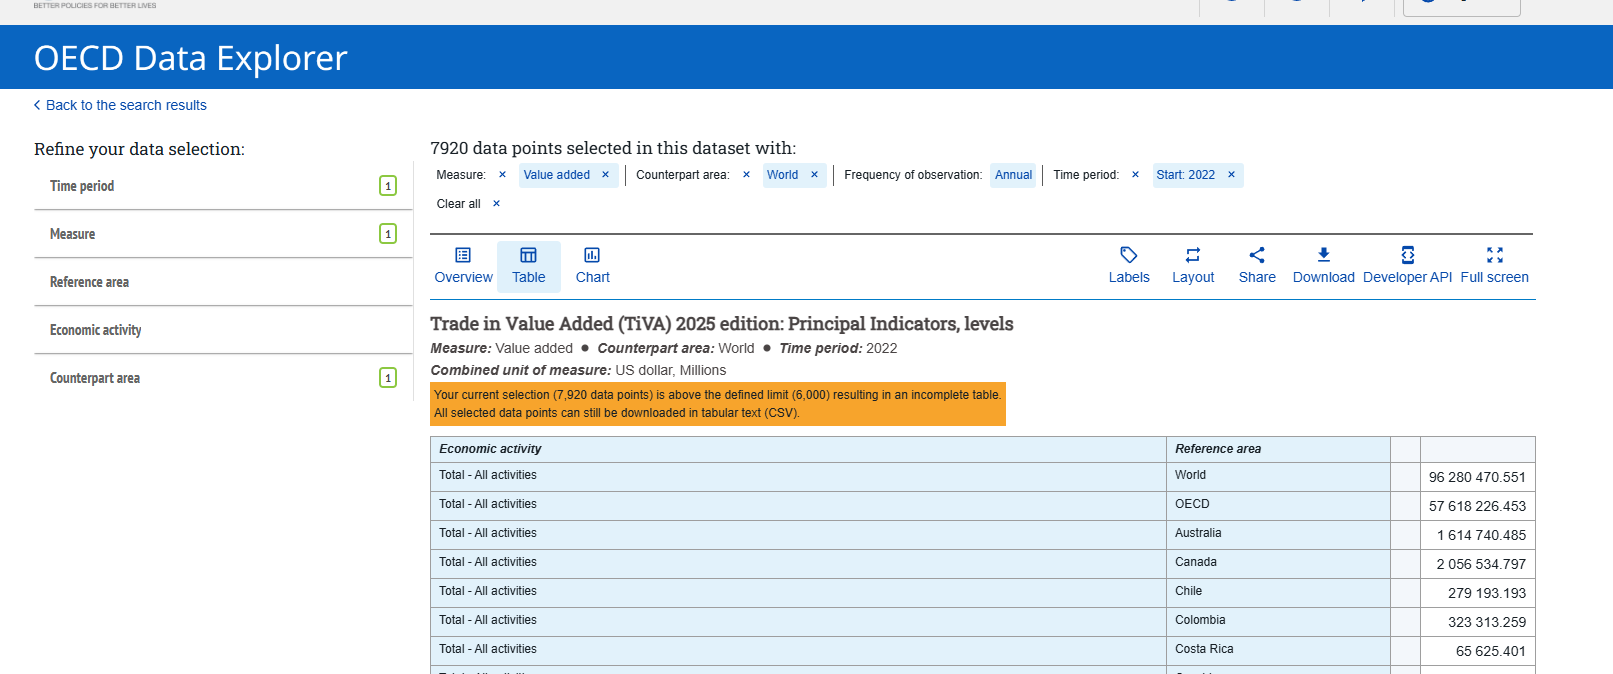 BETTER POLICIES FOR BETTER LIVES
OECD Data Explorer
Back to the search results
Refine your data selection:
Time period 1
Measure 1
Reference area
Economic activity
Counterpart area 1
7920 data points selected in this dataset with:
Measure: × Value added × Counterpart area: × World × Frequency of observation: Annual Time period: × Start: 2022 ×
Clear all ×
Overview Table Chart Labels Layout Share Download Developer API Full screen
Trade in Value Added (TiVA) 2025 edition: Principal Indicators, levels
Measure: Value added ● Counterpart area: World ● Time period: 2022
Combined unit of measure: US dollar, Millions
Your current selection (7,920 data points) is above the defined limit (6,000) resulting in an incomplete table.
All selected data points can still be downloaded in tabular text (CSV).
Economic activity Reference area
Total - All activities World 96 280 470.551
Total - All activities OECD 57 618 226.453
Total - All activities Australia 1 614 740.485
Total - All activities Canada 2 056 534.797
Total - All activities Chile 279 193.193
Total - All activities Colombia 323 313.259
Total - All activities Costa Rica 65 625.401